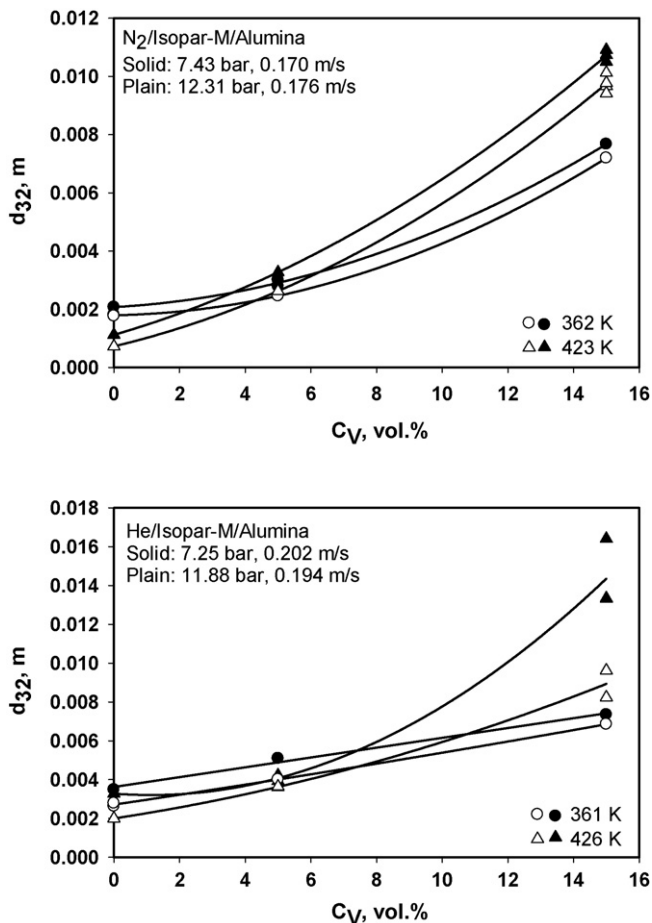 N2/Isopar-M/Alumina
Solid: 7.43 bar, 0.170 m/s
Plain: 12.31 bar, 0.176 m/s
0.012
0.010
0.008
0.006
0.004
0.002
0.000
d32, m
362 K
423 K
0 2 4 6 8 10 12 14 16
CV, vol.%
He/Isopar-M/Alumina
Solid: 7.25 bar, 0.202 m/s
Plain: 11.88 bar, 0.194 m/s
0.018
0.016
0.014
0.012
0.010
0.008
0.006
0.004
0.002
0.000
d32, m
361 K
426 K
0 2 4 6 8 10 12 14 16
CV, vol.%